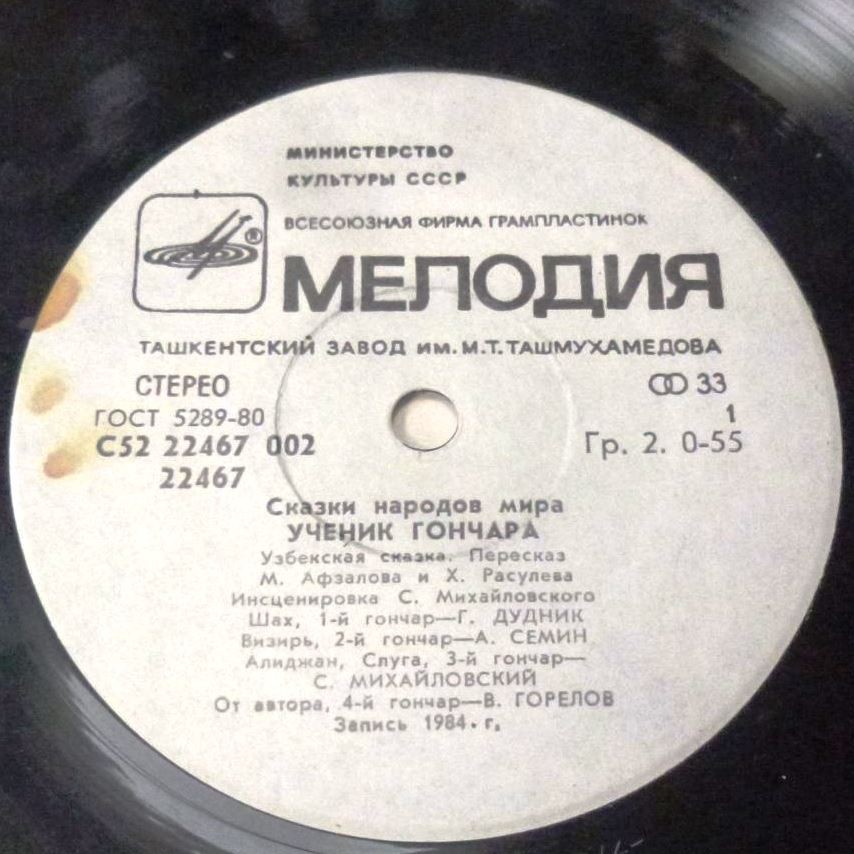 МИНИСТЕРСТВО
КУЛЬТУРЫ СССР
ВСЕСОЮЗНАЯ ФИРМА ГРАМПЛАСТИНОК
®
МЕЛОДИЯ
ТАШКЕНТСКИЙ ЗАВОД им. М.Т. ТАШМУХАМЕДОВА
СТЕРЕО 33
ГОСТ 5289-80 1
С52 22467 002 Гр. 2. 0-55
22467
Сказки народов мира
УЧЕНИК ГОНЧАРА
Узбекская сказка. Пересказ
М. Афзалова и Х. Расулева
Инсценировка С. Михайловского
Шах, 1-й гончар—Г. ДУДНИК
Визирь, 2-й гончар—А. СЕМИН
Алиджан, Слуга, 3-й гончар—
С. МИХАЙЛОВСКИЙ
От автора, 4-й гончар—В. ГОРЕЛОВ
Запись 1984. г.